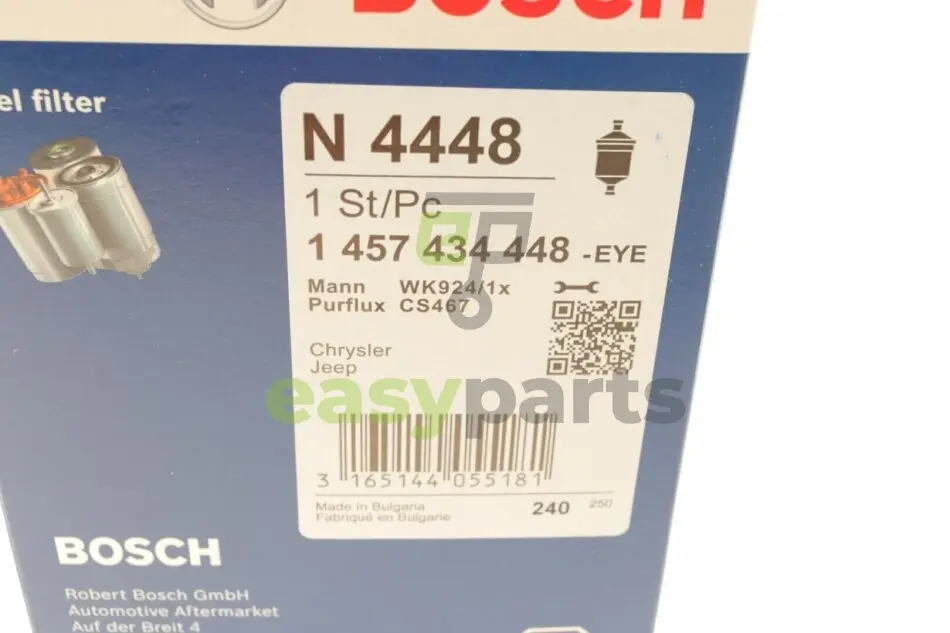 BOSCH
el filter
N 4448
1 St/Pc
1 457 434 448 -EYE
Mann WK924/1x
Purflux CS467
Chrysler
Jeep
easyparts
3 165144 055181
Made in Bulgaria 240 250
Fabriqué en Bulgarie
BOSCH
Robert Bosch GmbH
Automotive Aftermarket
Auf der Breit 4